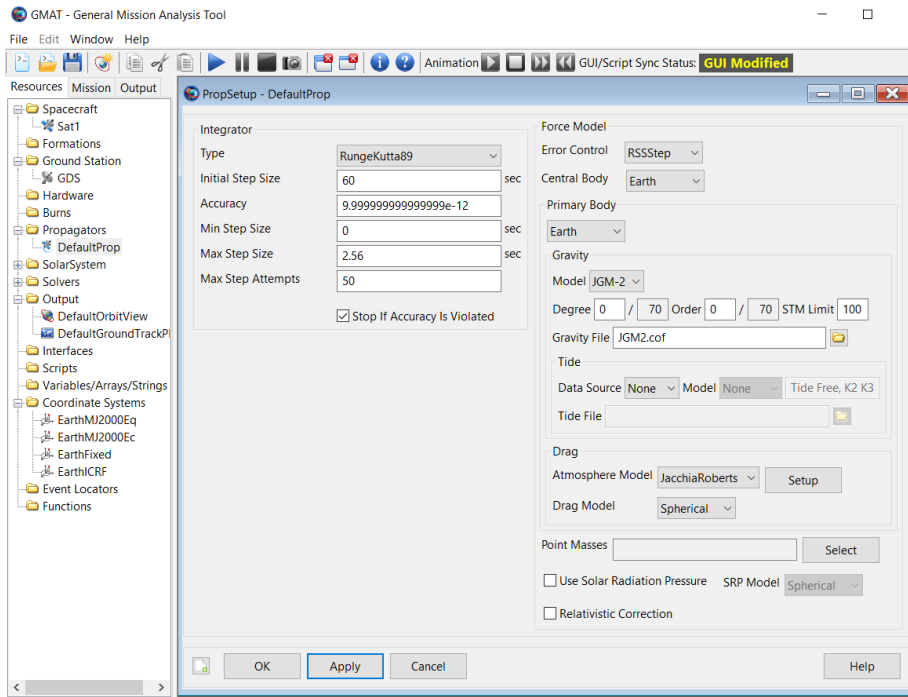 GMAT - General Mission Analysis Tool
File Edit Window Help
Animation GUI/Script Sync Status: GUI Modified
Resources Mission Output
Spacecraft
Sat1
Formations
Ground Station
GDS
Hardware
Burns
Propagators
DefaultProp
SolarSystem
Solvers
Output
DefaultOrbitView
DefaultGroundTrackPl
Interfaces
Scripts
Variables/Arrays/Strings
Coordinate Systems
EarthMJ2000Eq
EarthMJ2000Ec
EarthFixed
EarthICRF
Event Locators
Functions
PropSetup - DefaultProp
Integrator
Type RungeKutta89
Initial Step Size 60 sec
Accuracy 9.999999999999999e-12
Min Step Size 0 sec
Max Step Size 2.56 sec
Max Step Attempts 50
Stop If Accuracy Is Violated
Force Model
Error Control RSSStep
Central Body Earth
Primary Body
Earth
Gravity
Model JGM-2
Degree 0 / 70 Order 0 / 70 STM Limit 100
Gravity File JGM2.cof
Tide
Data Source None Model None Tide Free, K2 K3
Tide File
Drag
Atmosphere Model JacchiaRoberts Setup
Drag Model Spherical
Point Masses Select
Use Solar Radiation Pressure SRP Model Spherical
Relativistic Correction
OK Apply Cancel Help